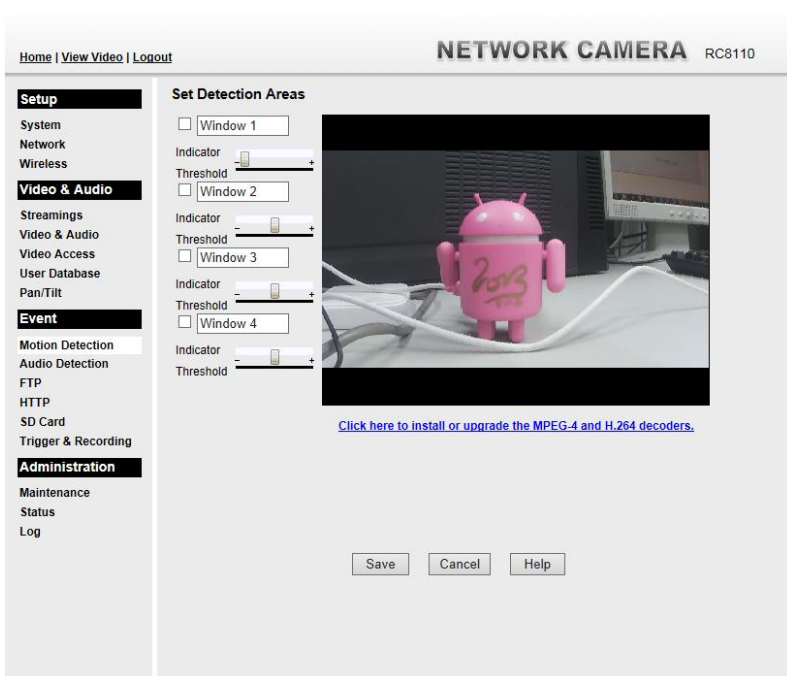 Home | View Video | Logout
NETWORK CAMERA RC8110
Setup
System
Network
Wireless
Video & Audio
Streamings
Video & Audio
Video Access
User Database
Pan/Tilt
Event
Motion Detection
Audio Detection
FTP
HTTP
SD Card
Trigger & Recording
Administration
Maintenance
Status
Log
Set Detection Areas
Window 1
Indicator
- +
Threshold
Window 2
Indicator
- +
Threshold
Window 3
Indicator
- +
Threshold
Window 4
Indicator
- +
Threshold
2013
Click here to install or upgrade the MPEG-4 and H.264 decoders.
Save Cancel Help